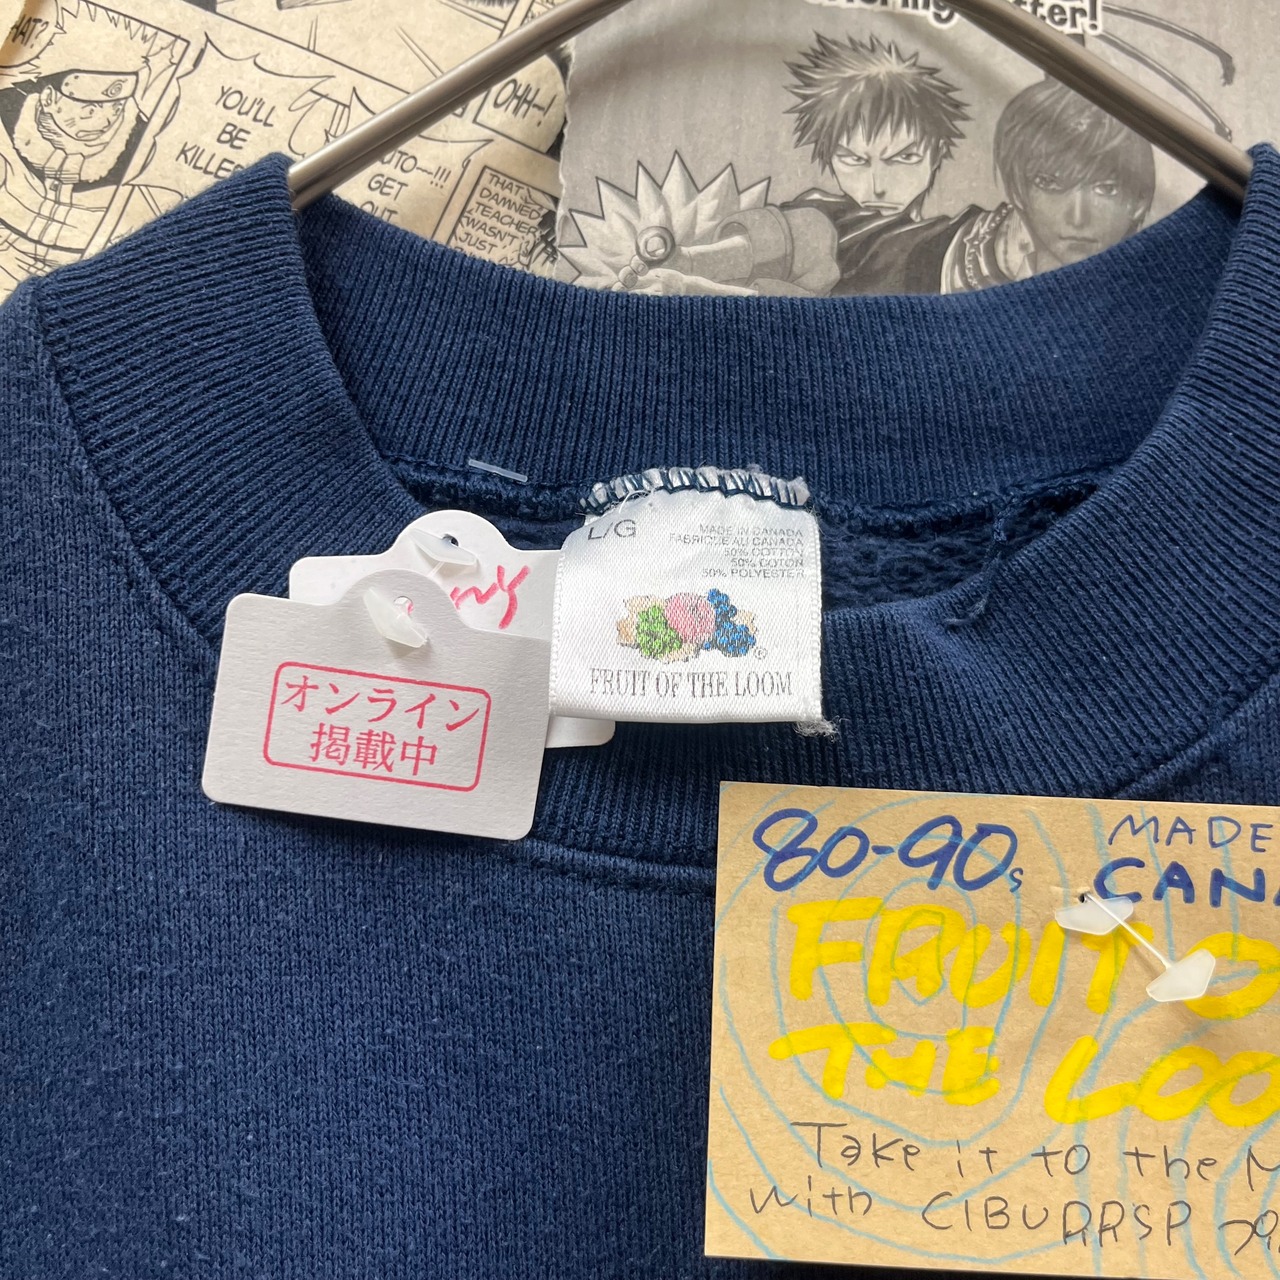 HAT?
YOU'LL
BE
KILLE
OHH—!
UTO—!!!
GET
OUT
THAT
DAMNED
TEACHER
WASN'T
JUST
L/G
MADE IN CANADA
FABRIQUE AU CANADA
50% COTTON
50% COTON
50% POLYESTER
FRUIT OF THE LOOM
オンライン
掲載中
80-90s
MADE
CANA
FRUIT O
THE LOO
Take it to the M
with